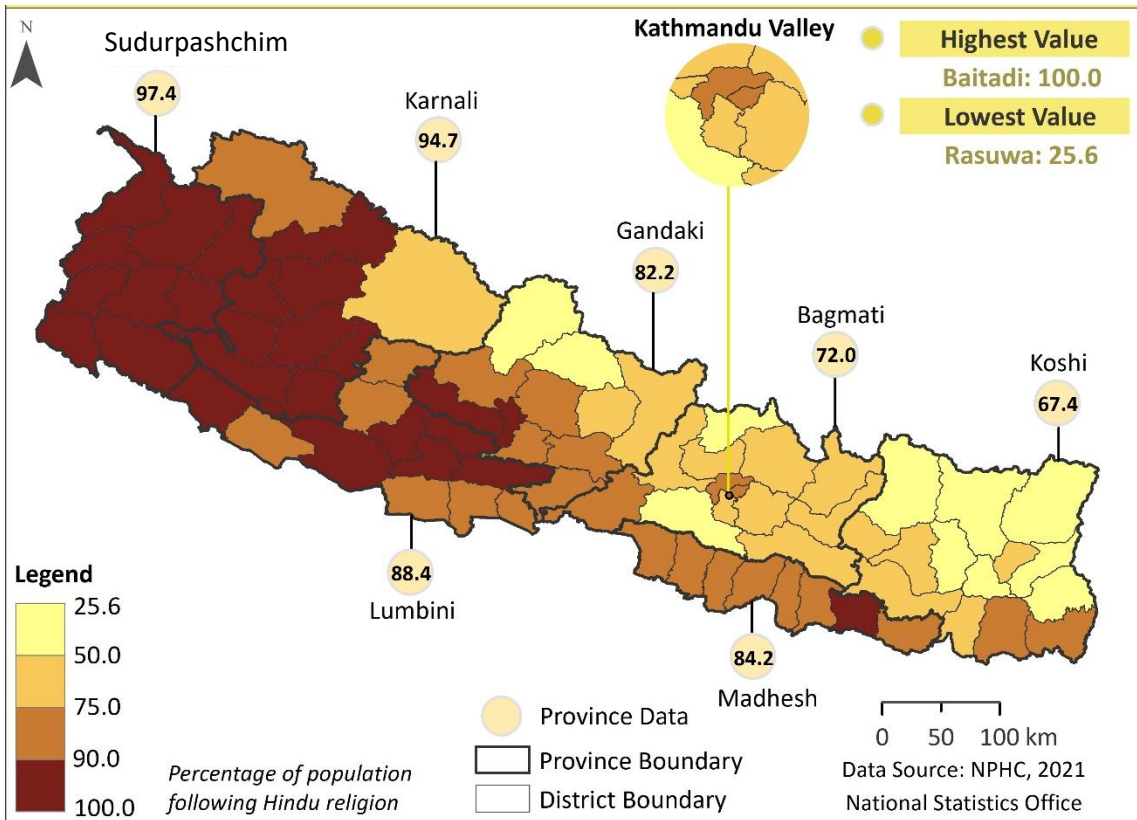 N
Sudurpashchim
97.4
Karnali
94.7
Kathmandu Valley
Highest Value
Baitadi: 100.0
Lowest Value
Rasuwa: 25.6
Gandaki
82.2
Bagmati
72.0
Koshi
67.4
88.4
Lumbini
84.2
Madhesh
Legend
25.6
50.0
75.0
90.0
100.0
Percentage of population
following Hindu religion
Province Data
Province Boundary
District Boundary
0 50 100 km
Data Source: NPHC, 2021
National Statistics Office